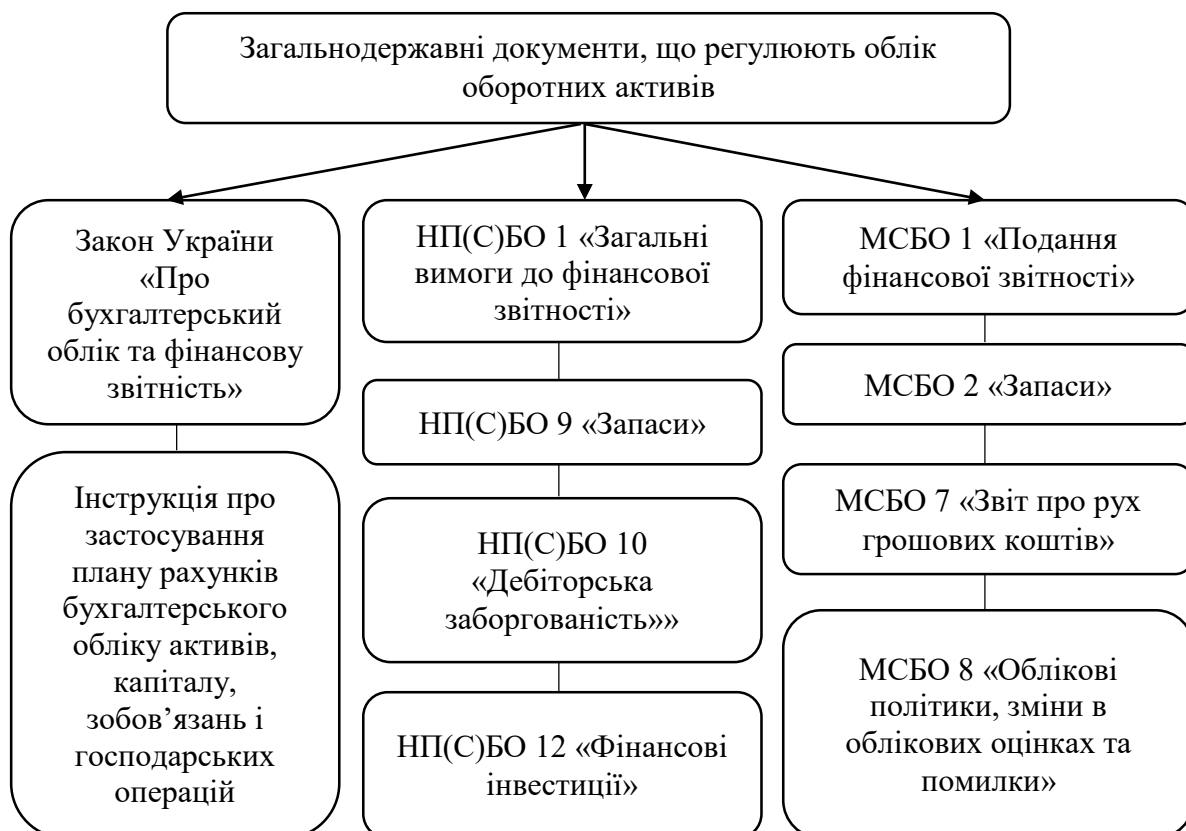 Загальнодержавні документи, що регулюють облік
оборотних активів
Закон України
«Про
бухгалтерський
облік та фінансову
звітність»
Інструкція про
застосування
плану рахунків
бухгалтерського
обліку активів,
капіталу,
зобов’язань і
господарських
операцій
НП(С)БО 1 «Загальні
вимоги до фінансової
звітності»
НП(С)БО 9 «Запаси»
НП(С)БО 10
«Дебіторська
заборгованість»»
НП(С)БО 12 «Фінансові
інвестиції»
МСБО 1 «Подання
фінансової звітності»
МСБО 2 «Запаси»
МСБО 7 «Звіт про рух
грошових коштів»
МСБО 8 «Облікові
політики, зміни в
облікових оцінках та
помилки»